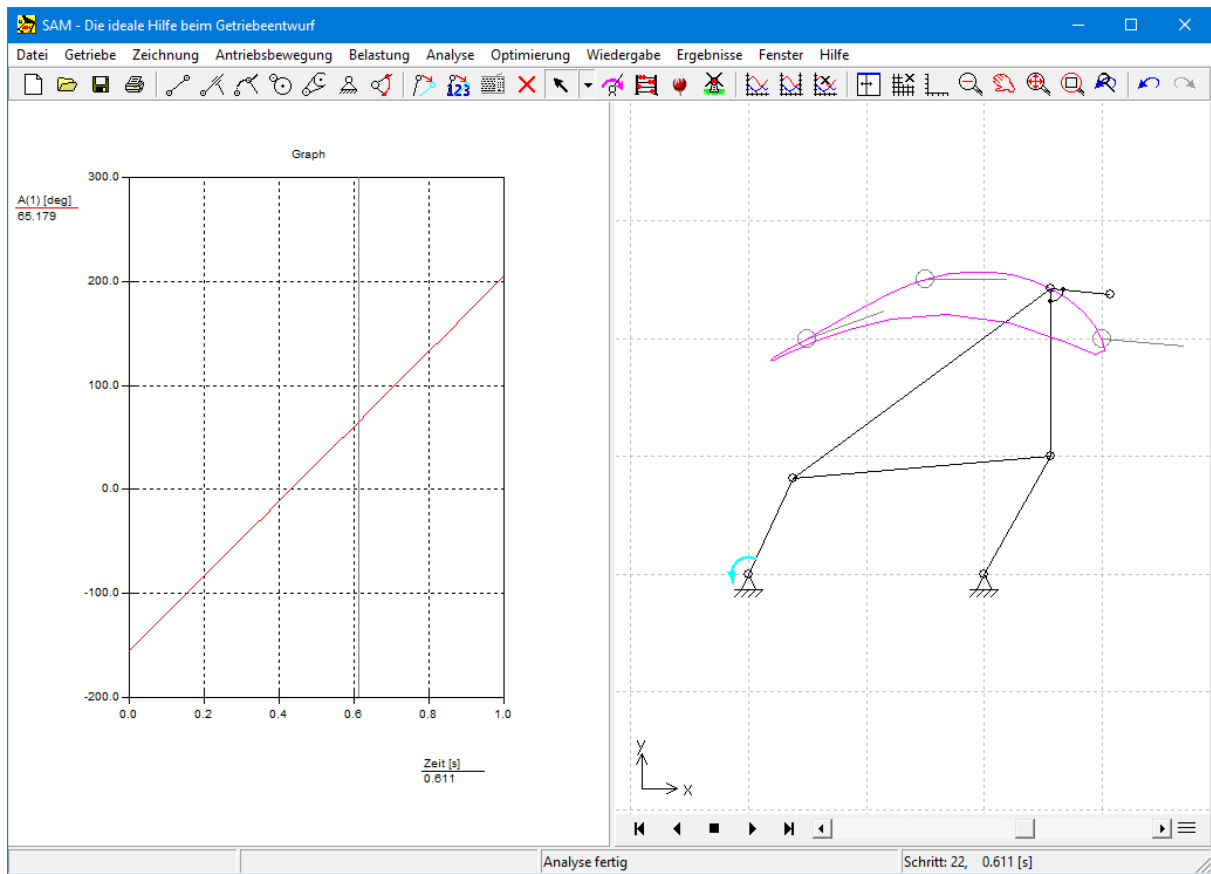 SAM - Die ideale Hilfe beim Getriebeentwurf
Datei Getriebe Zeichnung Antriebsbewegung Belastung Analyse Optimierung Wiedergabe Ergebnisse Fenster Hilfe
123
Graph
A(1) [deg]
65.179
300.0
200.0
100.0
0.0
-100.0
-200.0
0.0 0.2 0.4 0.6 0.8 1.0
Zeit [s]
0.611
y
x
Analyse fertig
Schritt: 22, 0.611 [s]